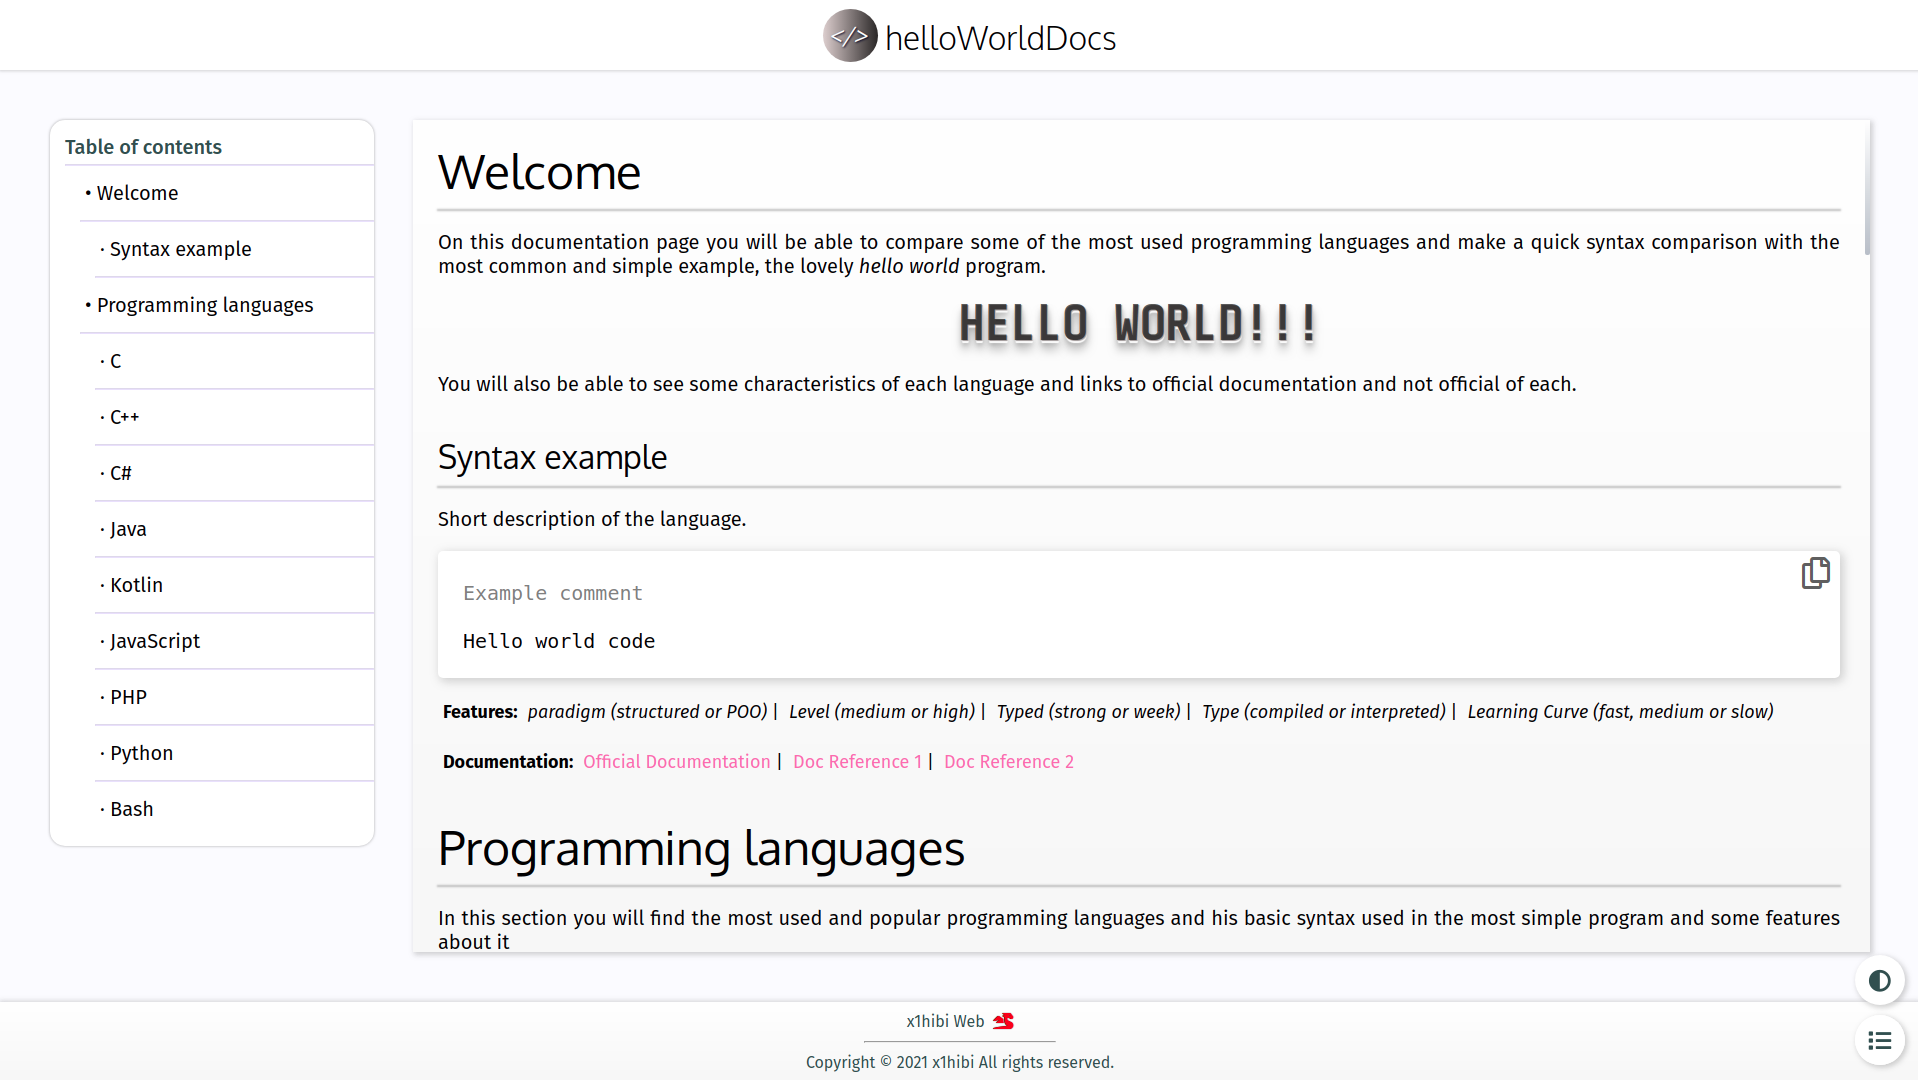 </> helloWorldDocs
Table of contents
• Welcome
· Syntax example
• Programming languages
· C
· C++
· C#
· Java
· Kotlin
· JavaScript
· PHP
· Python
· Bash
Welcome
On this documentation page you will be able to compare some of the most used programming languages and make a quick syntax comparison with the
most common and simple example, the lovely hello world program.
HELLO WORLD!!!
You will also be able to see some characteristics of each language and links to official documentation and not official of each.
Syntax example
Short description of the language.
Example comment
Hello world code
Features: paradigm (structured or POO) | Level (medium or high) | Typed (strong or week) | Type (compiled or interpreted) | Learning Curve (fast, medium or slow)
Documentation: Official Documentation | Doc Reference 1 | Doc Reference 2
Programming languages
In this section you will find the most used and popular programming languages and his basic syntax used in the most simple program and some features
about it
x1hibi Web
Copyright © 2021 x1hibi All rights reserved.